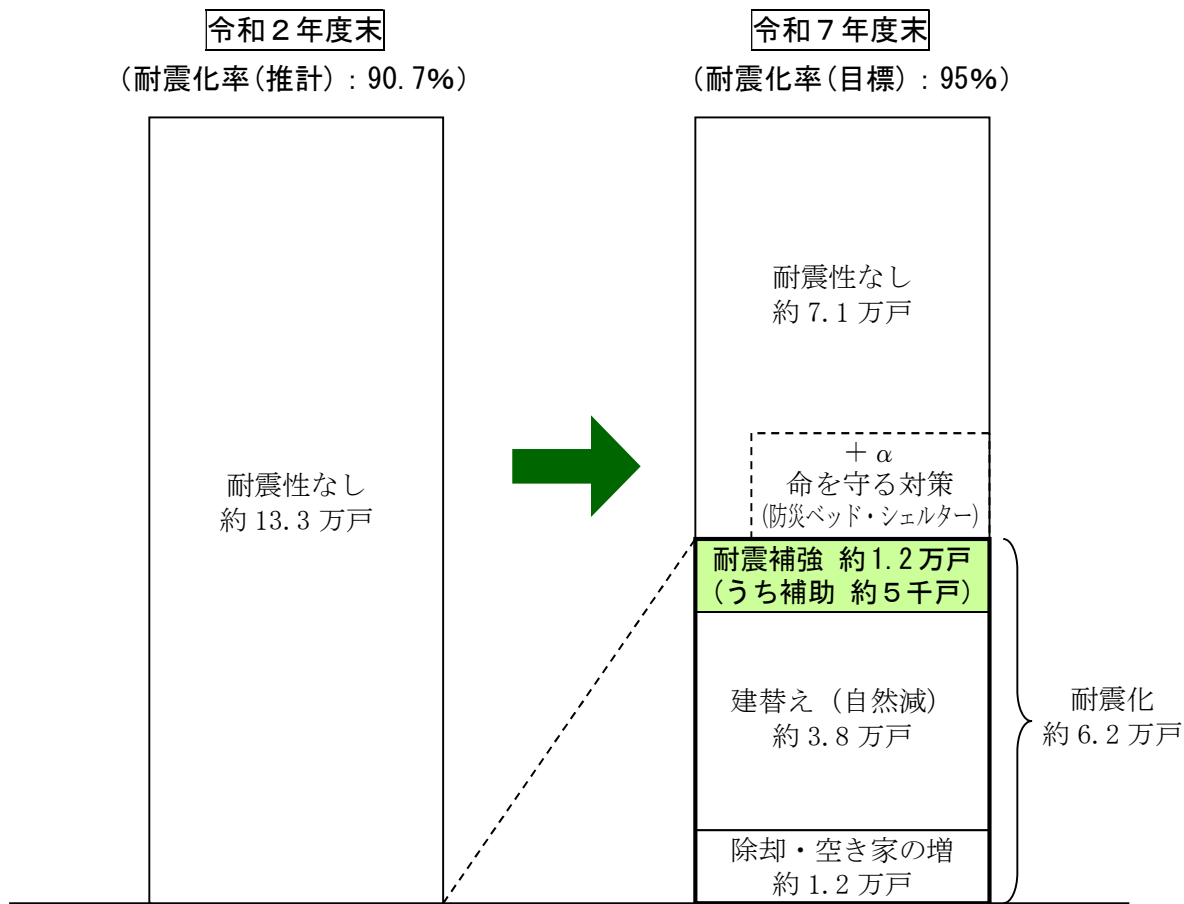 令和２年度末
（耐震化率(推計)：90.7%）
耐震性なし
約 13.3 万戸
令和７年度末
（耐震化率(目標)：95%）
耐震性なし
約 7.1 万戸
＋α
命を守る対策
(防災ベッド・シェルター)
耐震補強 約1.2万戸
（うち補助 約５千戸）
建替え（自然減）
約 3.8 万戸
除却・空き家の増
約 1.2 万戸
耐震化
約 6.2 万戸